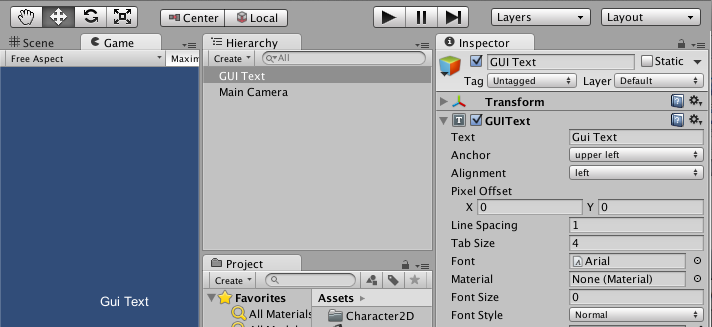 Center Local Layers Layout
Scene Game
Free Aspect Maxim
Gui Text
Hierarchy
Create All
GUI Text
Main Camera
Project
Create
Favorites
All Materials
Assets
Character2D
Inspector
GUI Text Static
Tag Untagged Layer Default
Transform
GUIText
Text Gui Text
Anchor upper left
Alignment left
Pixel Offset
X 0 Y 0
Line Spacing 1
Tab Size 4
Font Arial
Material None (Material)
Font Size 0
Font Style Normal